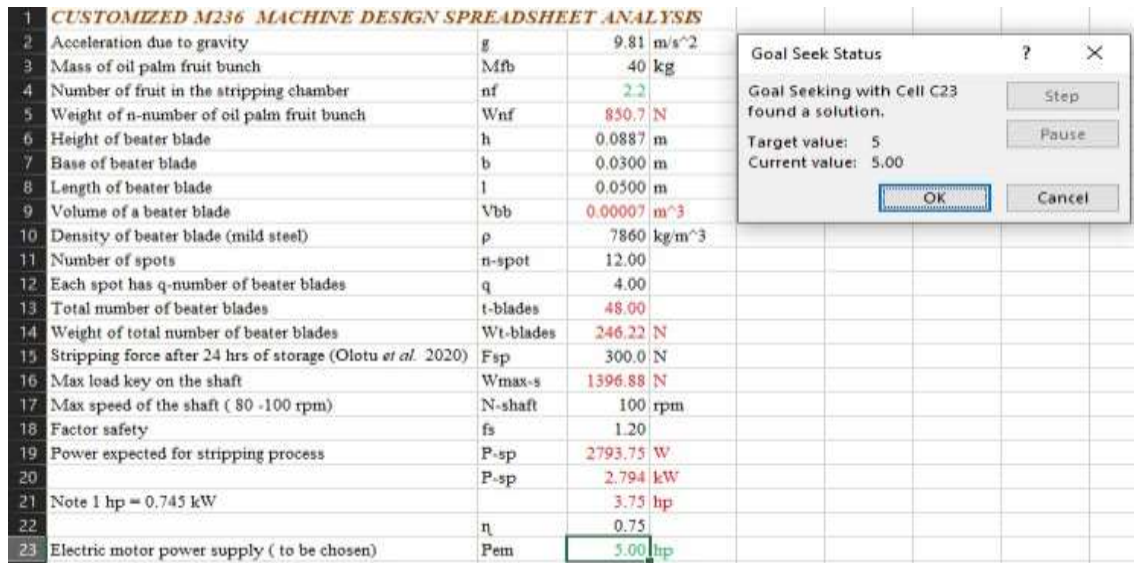 1 CUSTOMIZED M236 MACHINE DESIGN SPREADSHEET ANALYSIS
2 Acceleration due to gravity g 9.81 m/s^2
3 Mass of oil palm fruit bunch Mfb 40 kg
4 Number of fruit in the stripping chamber nf 2.2
5 Weight of n-number of oil palm fruit bunch Wnf 850.7 N
6 Height of beater blade h 0.0887 m
7 Base of beater blade b 0.0300 m
8 Length of beater blade l 0.0500 m
9 Volume of a beater blade Vbb 0.00007 m^3
10 Density of beater blade (mild steel) ρ 7860 kg/m^3
11 Number of spots n-spot 12.00
12 Each spot has q-number of beater blades q 4.00
13 Total number of beater blades t-blades 48.00
14 Weight of total number of beater blades Wt-blades 246.22 N
15 Stripping force after 24 hrs of storage (Olotu et al. 2020) Fsp 300.0 N
16 Max load key on the shaft Wmax-s 1396.88 N
17 Max speed of the shaft ( 80 -100 rpm) N-shaft 100 rpm
18 Factor safety fs 1.20
19 Power expected for stripping process P-sp 2793.75 W
20 P-sp 2.794 kW
21 Note 1 hp = 0.745 kW 3.75 hp
22 η 0.75
23 Electric motor power supply ( to be chosen) Pem 5.00 hp
Goal Seek Status ? ×
Goal Seeking with Cell C23
found a solution.
Target value: 5
Current value: 5.00
Step
Pause
OK Cancel